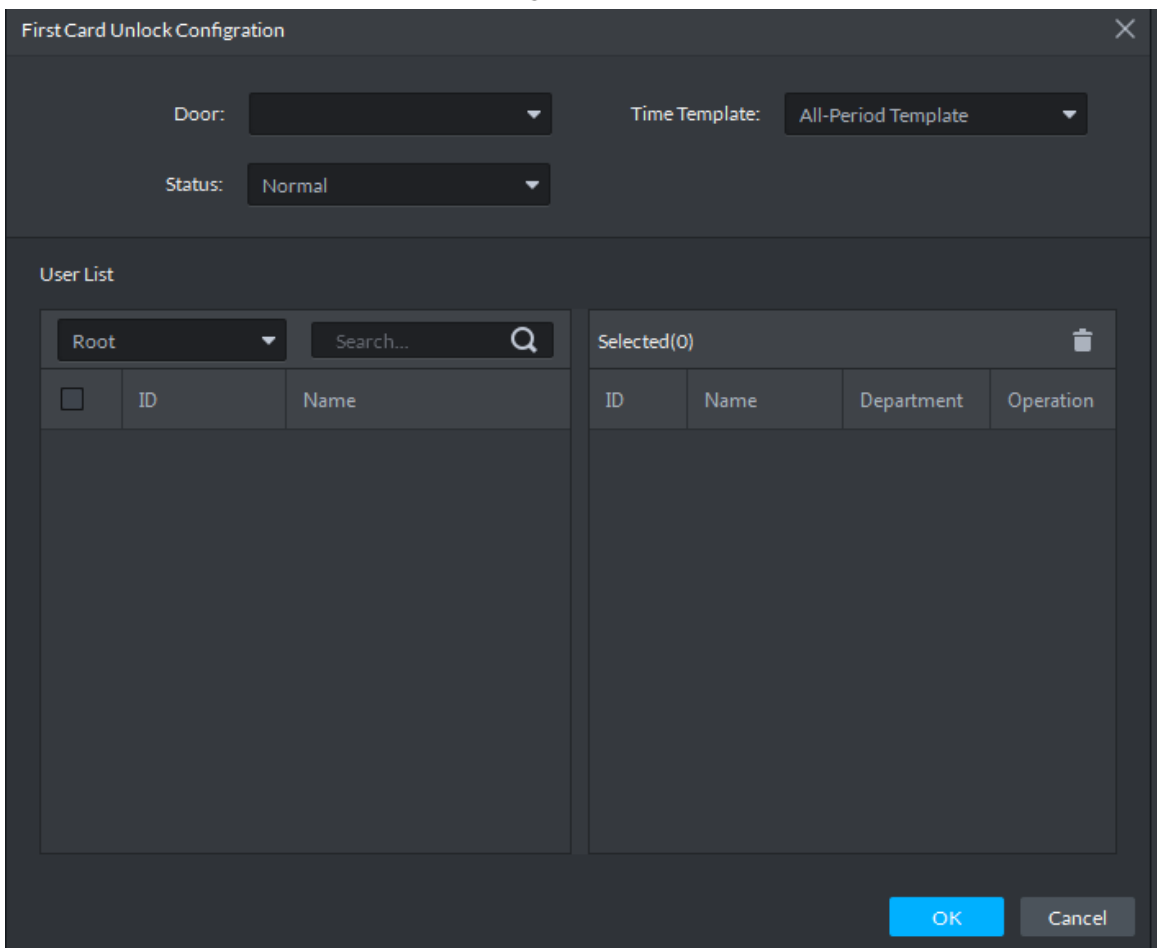 First Card Unlock Configration
Door:
Time Template: All-Period Template
Status: Normal
User List
Root Search... Selected(0)
ID Name ID Name Department Operation
OK Cancel